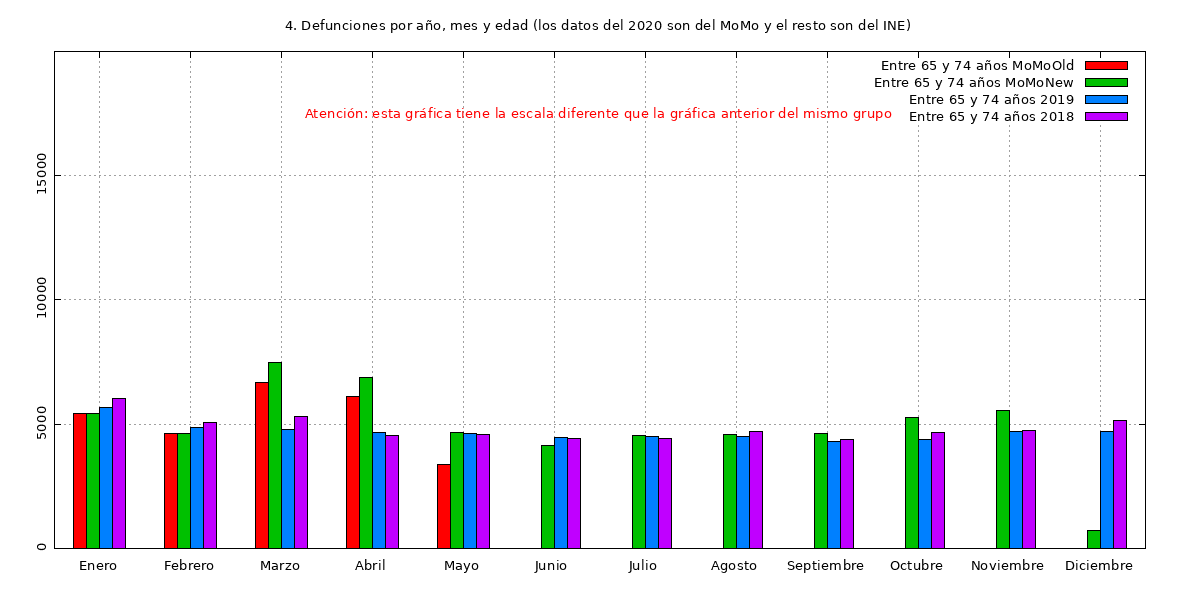 4. Defunciones por año, mes y edad (los datos del 2020 son del MoMo y el resto son del INE)
Entre 65 y 74 años MoMoOld
Entre 65 y 74 años MoMoNew
Entre 65 y 74 años 2019
Entre 65 y 74 años 2018
Atención: esta gráfica tiene la escala diferente que la gráfica anterior del mismo grupo
15000
10000
5000
0
Enero Febrero Marzo Abril Mayo Junio Julio Agosto Septiembre Octubre Noviembre Diciembre